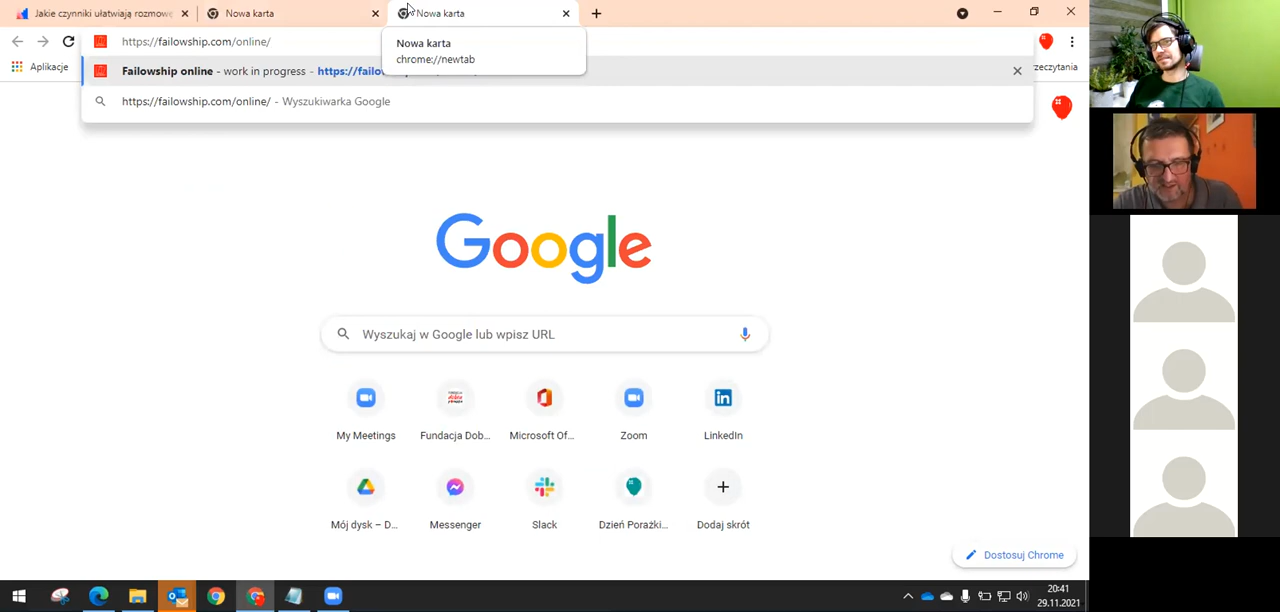 Jakie czynniki ułatwiają rozmowę
Nowa karta
Nowa karta
https://failowship.com/online/
Nowa karta
chrome://newtab
Aplikacje
Failowship online - work in progress - https://failo
https://failowship.com/online/ - Wyszukiwarka Google
Google
Wyszukaj w Google lub wpisz URL
My Meetings
Fundacja Dob...
Microsoft Of...
Zoom
LinkedIn
Mój dysk – D...
Messenger
Slack
Dzień Porażki...
Dodaj skrót
Dostosuj Chrome
20:41
29.11.2021